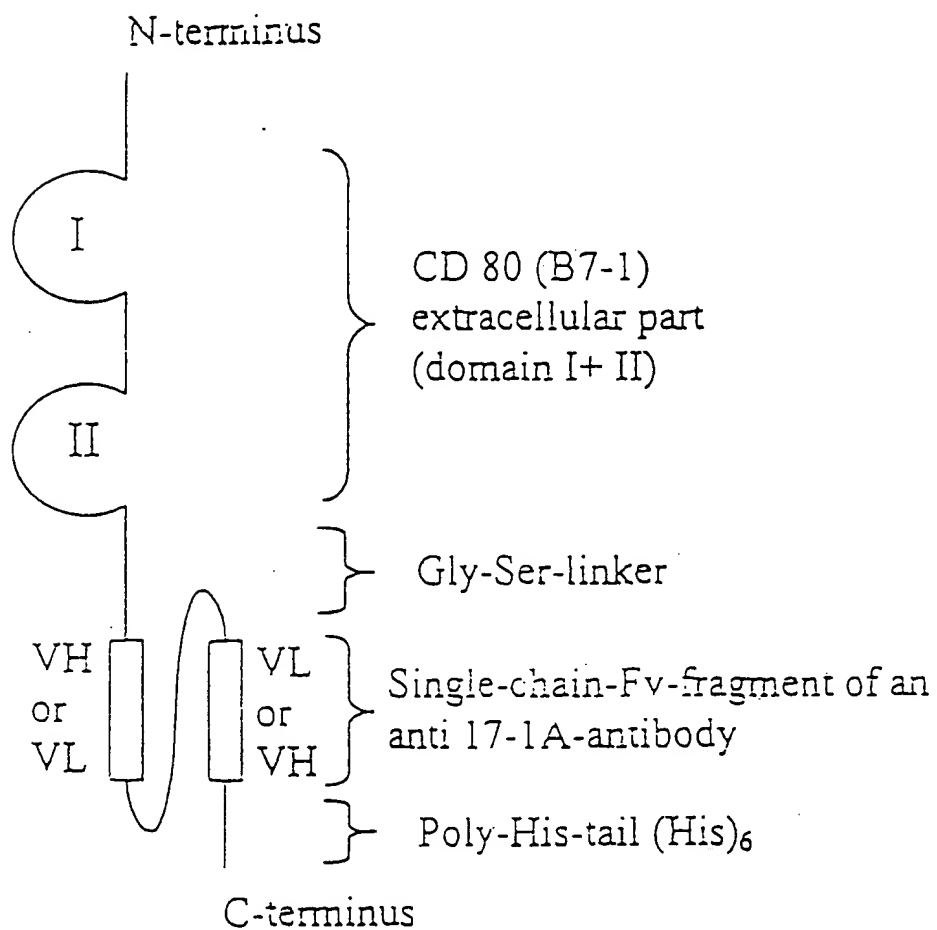 N-terminus
I
CD 80 (B7-1)
extracellular part
(domain I+ II)
II
Gly-Ser-linker
VH
or
VL
VL
or
VH
Single-chain-Fv-fragment of an
anti 17-1A-antibody
Poly-His-tail (His)6
C-terminus